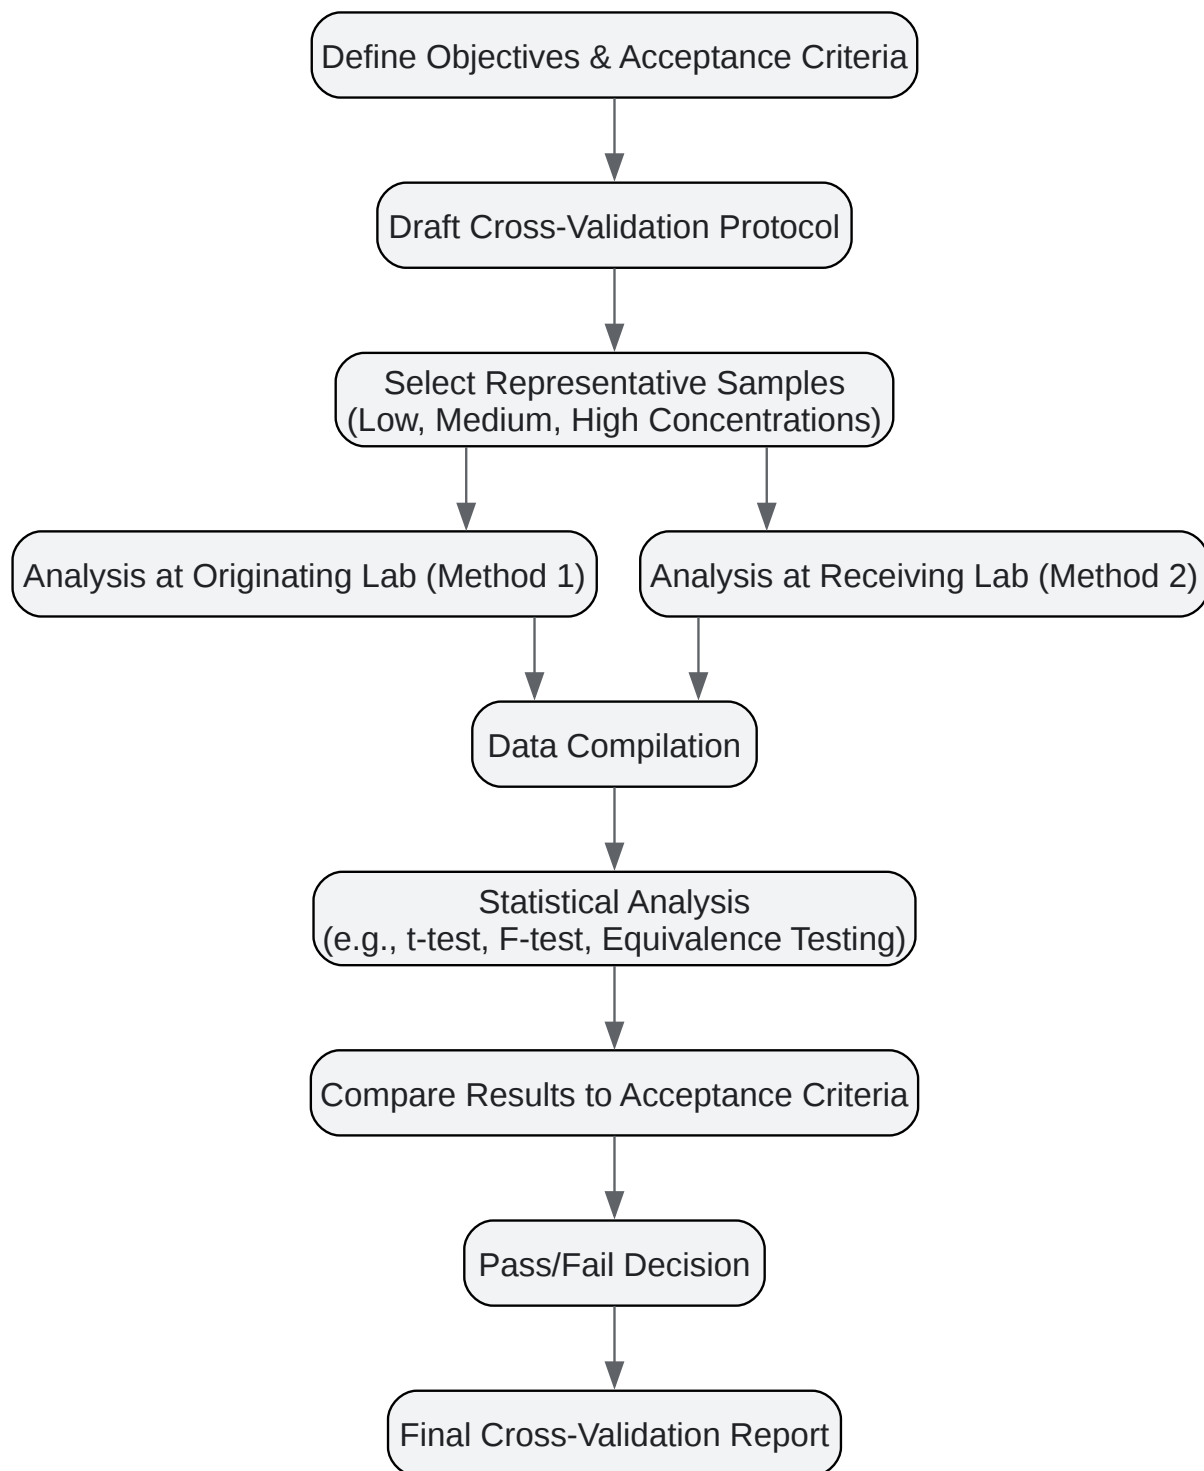 Define Objectives & Acceptance Criteria
Draft Cross-Validation Protocol
Select Representative Samples
(Low, Medium, High Concentrations)
Analysis at Originating Lab (Method 1)
Analysis at Receiving Lab (Method 2)
Data Compilation
Statistical Analysis
(e.g., t-test, F-test, Equivalence Testing)
Compare Results to Acceptance Criteria
Pass/Fail Decision
Final Cross-Validation Report